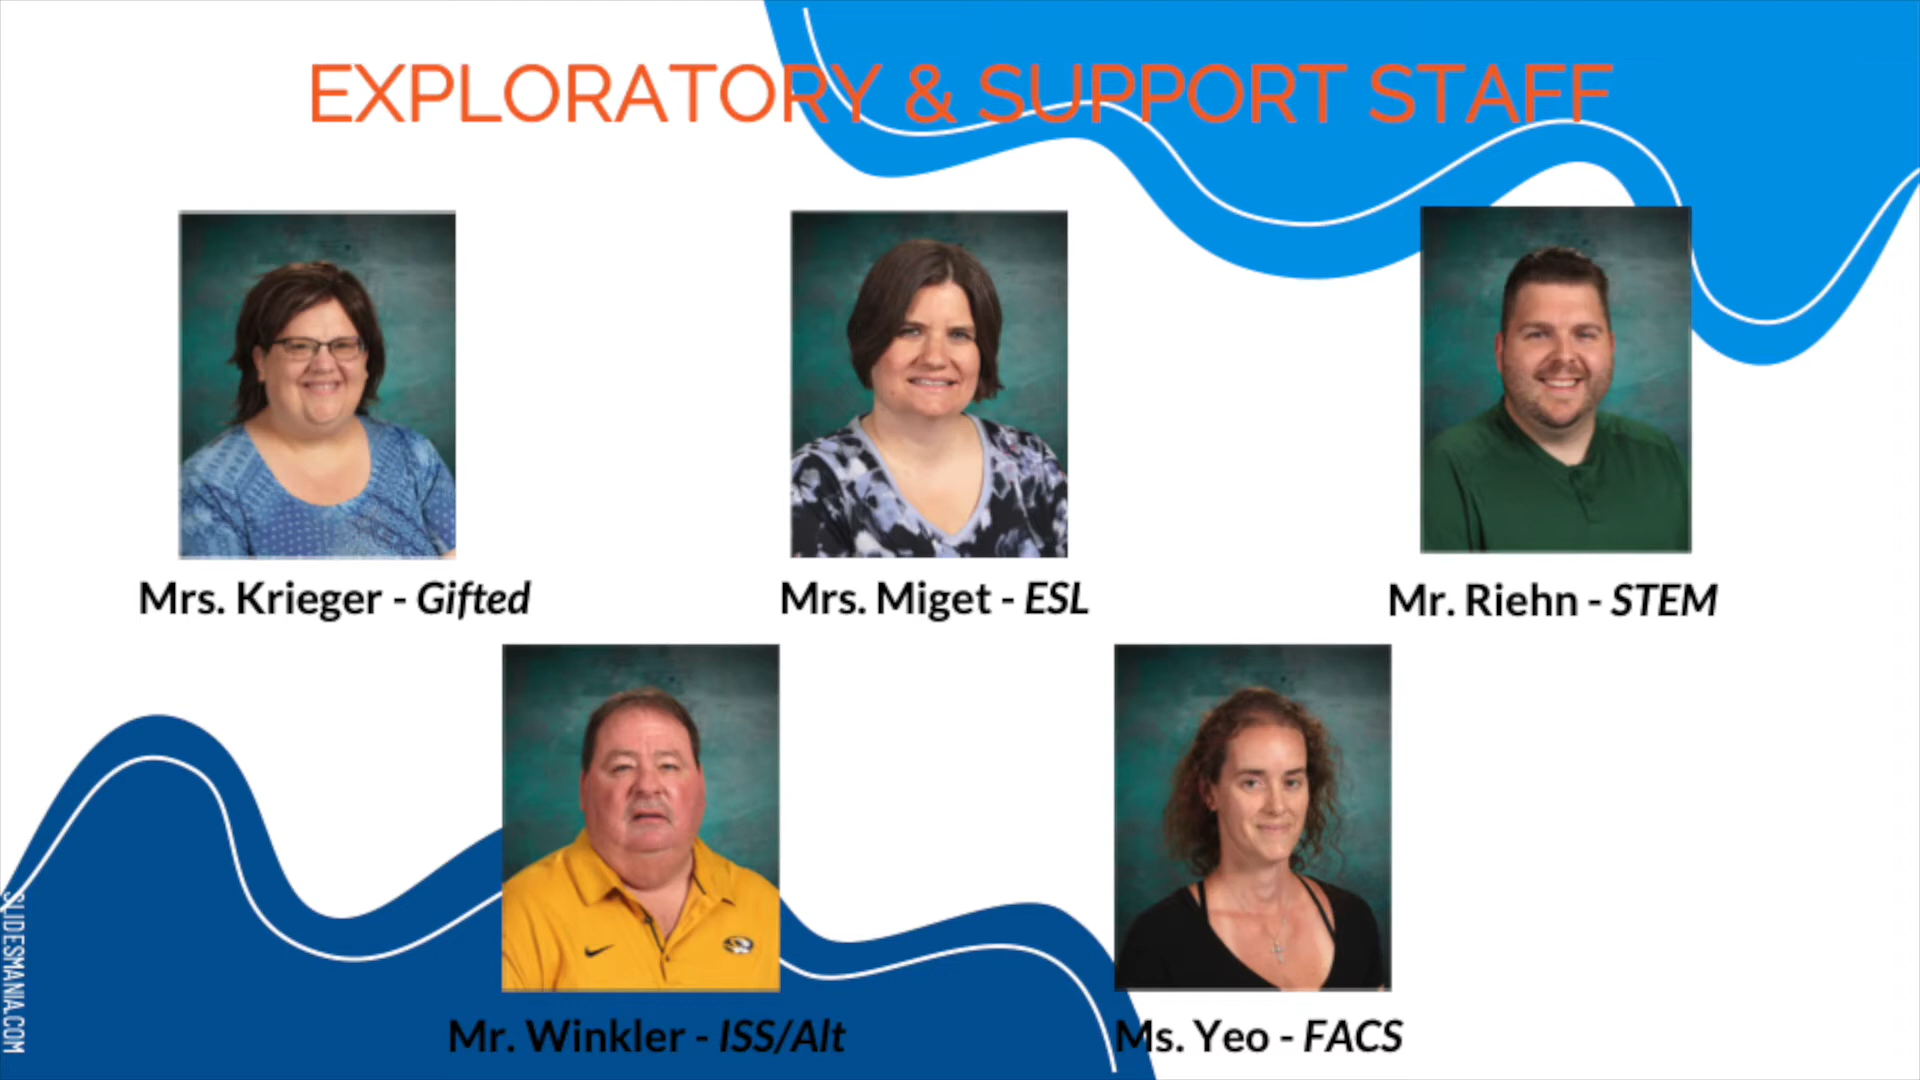 EXPLORATORY & SUPPORT STAFF
Mrs. Krieger - Gifted
Mrs. Miget - ESL
Mr. Riehn - STEM
Mr. Winkler - ISS/Alt
Ms. Yeo - FACS
SLIDESMANIA.COM